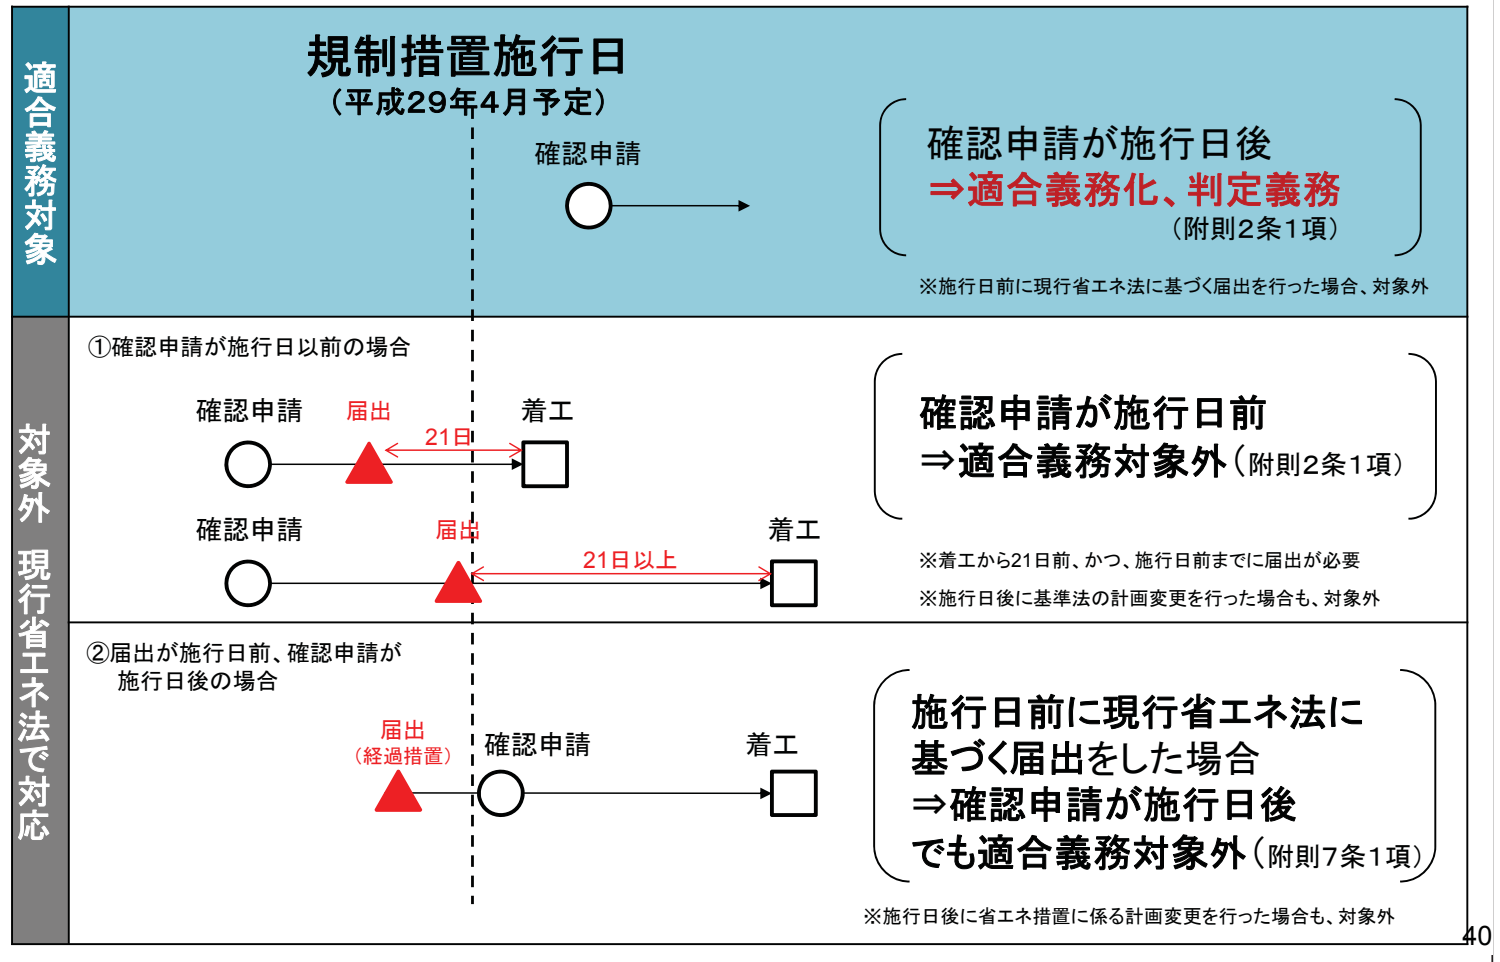 適合義務対象
規制措置施行日
(平成29年4月予定)
確認申請
確認申請が施行日後
⇒適合義務化、判定義務
(附則2条1項)
※施行日前に現行省エネ法に基づく届出を行った場合、対象外
対象外 現行省エネ法で対応
①確認申請が施行日以前の場合
確認申請 届出 着工
21日
確認申請 届出 着工
21日以上
確認申請が施行日前
⇒適合義務対象外(附則2条1項)
※着工から21日前、かつ、施行日前までに届出が必要
※施行日後に基準法の計画変更を行った場合も、対象外
②届出が施行日前、確認申請が
施行日後の場合
届出
(経過措置)
確認申請 着工
施行日前に現行省エネ法に
基づく届出をした場合
⇒確認申請が施行日後
でも適合義務対象外(附則7条1項)
※施行日後に省エネ措置に係る計画変更を行った場合も、対象外
40